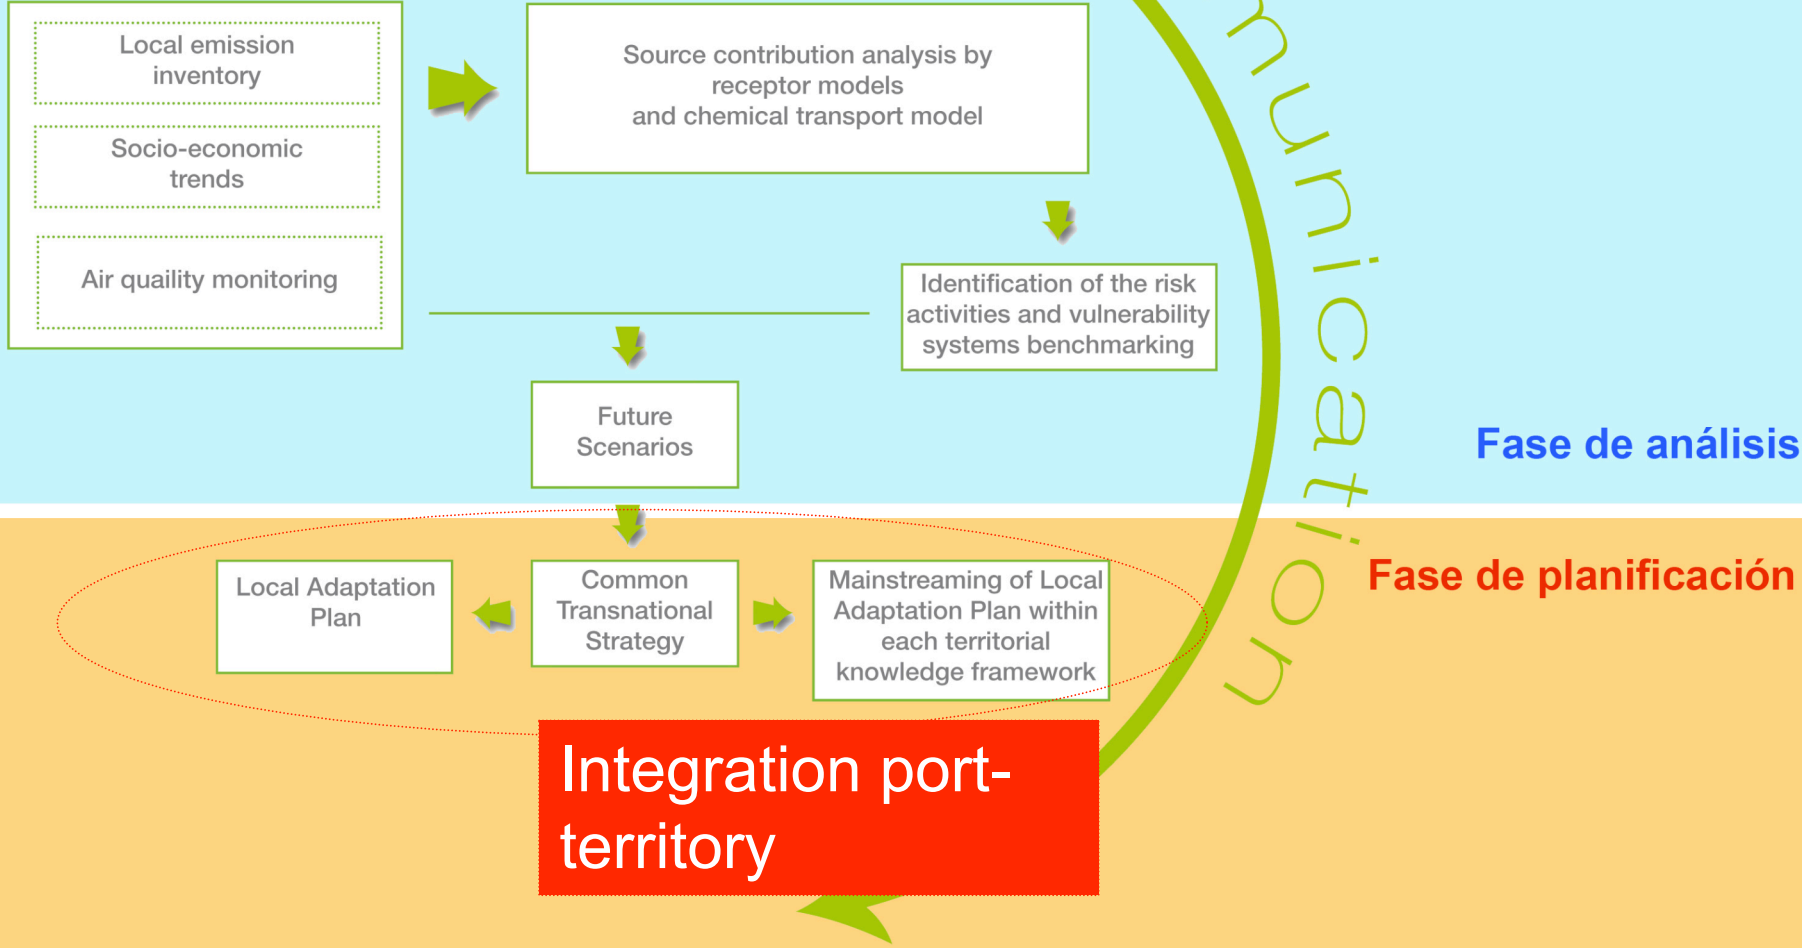 Local emission
inventory
Socio-economic
trends
Air quaility monitoring
Source contribution analysis by
receptor models
and chemical transport model
Identification of the risk
activities and vulnerability
systems benchmarking
Future
Scenarios
Fase de análisis
Fase de planificación
Local Adaptation
Plan
Common
Transnational
Strategy
Mainstreaming of Local
Adaptation Plan within
each territorial
knowledge framework
Integration port-
territory
munication